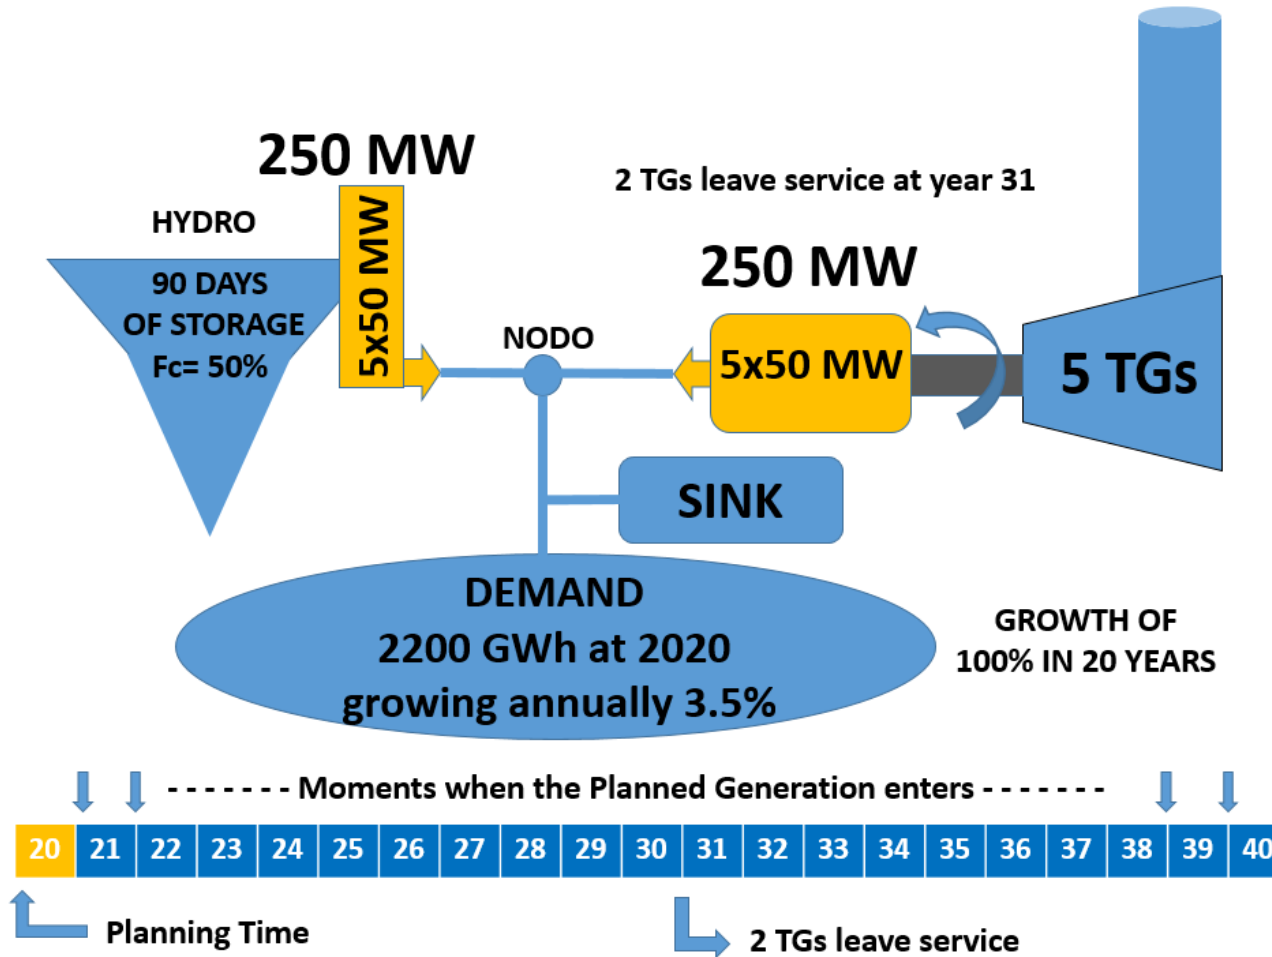 250 MW
2 TGs leave service at year 31
HYDRO
5x50 MW
90 DAYS
OF STORAGE
Fc= 50%
250 MW
NODO
5x50 MW
5 TGs
SINK
DEMAND
2200 GWh at 2020
growing annually 3.5%
GROWTH OF
100% IN 20 YEARS
- - - - - - - Moments when the Planned Generation enters - - - - - - -
20 21 22 23 24 25 26 27 28 29 30 31 32 33 34 35 36 37 38 39 40
Planning Time
2 TGs leave service